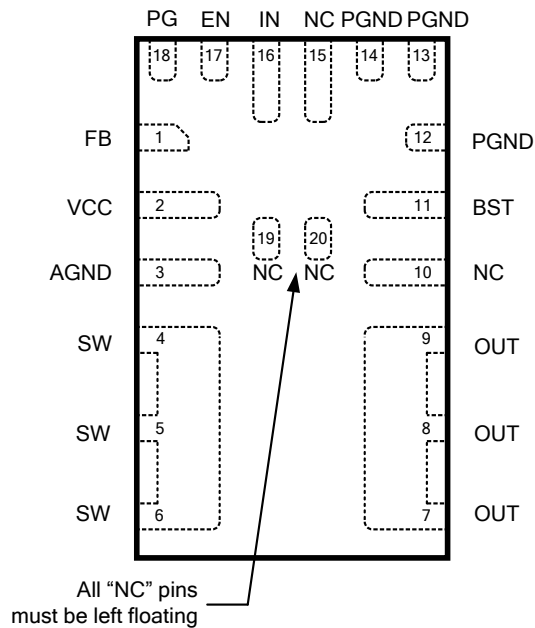 PG EN IN NC PGND PGND
18 17 16 15 14 13
FB 1 12 PGND
VCC 2 11 BST
19 20
AGND 3 NC NC 10 NC
SW 4 9 OUT
SW 5 8 OUT
SW 6 7 OUT
All “NC” pins
must be left floating